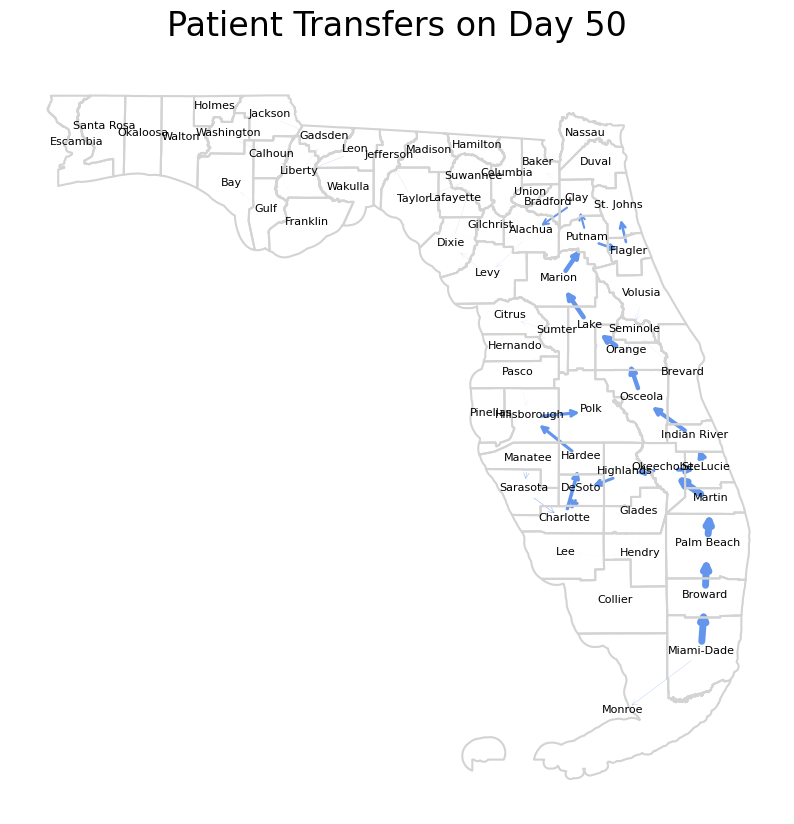 Patient Transfers on Day 50
Holmes
Jackson
Santa Rosa
Okaloosa
Walton
Washington
Escambia
Gadsden
Calhoun
Leon
Jefferson
Madison
Hamilton
Nassau
Baker
Duval
Liberty
Suwannee
Columbia
Bay
Wakulla
Taylor
Lafayette
Union
Bradford
Clay
St. Johns
Gulf
Franklin
Gilchrist
Alachua
Putnam
Dixie
Flagler
Levy
Marion
Volusia
Citrus
Sumter
Lake
Seminole
Hernando
Orange
Pasco
Brevard
Osceola
Pinellas
Hillsborough
Polk
Indian River
Manatee
Hardee
Highlands
Okeechobee
St. Lucie
Sarasota
DeSoto
Martin
Charlotte
Glades
Palm Beach
Lee
Hendry
Collier
Broward
Miami-Dade
Monroe